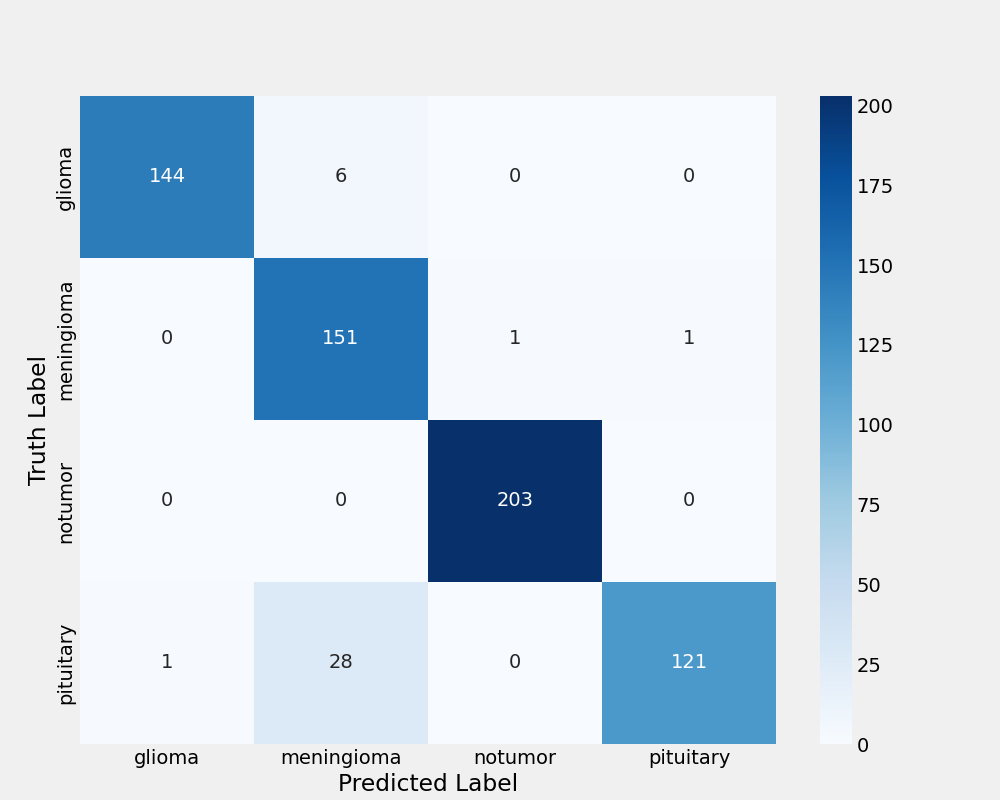 glioma 144 6 0 0
meningioma 0 151 1 1
notumor 0 0 203 0
pituitary 1 28 0 121
Truth Label
glioma meningioma notumor pituitary
Predicted Label
200
175
150
125
100
75
50
25
0